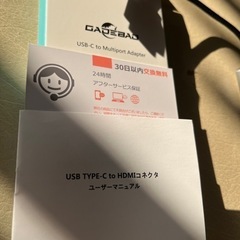 GADEBAO
USB-C to Multiport Adapter
30日以内交換無料
24時間
アフターサービス保証
USB TYPE-C to HDMIコネクタ
ユーザーマニュアル